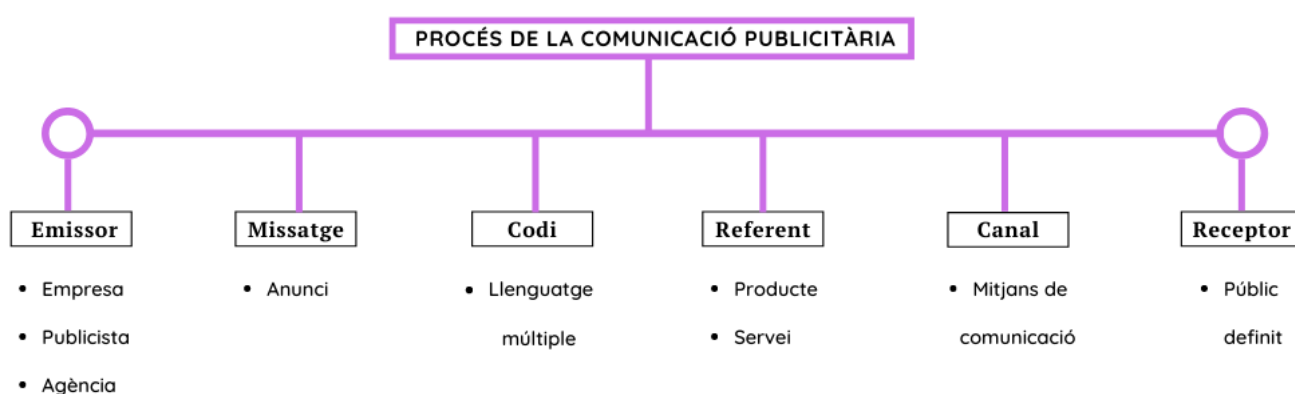 PROCÉS DE LA COMUNICACIÓ PUBLICITÀRIA
Emissor
• Empresa
• Publicista
• Agència
Missatge
• Anunci
Codi
• Llenguatge
múltiple
Referent
• Producte
• Servei
Canal
• Mitjans de
comunicació
Receptor
• Públic
definit